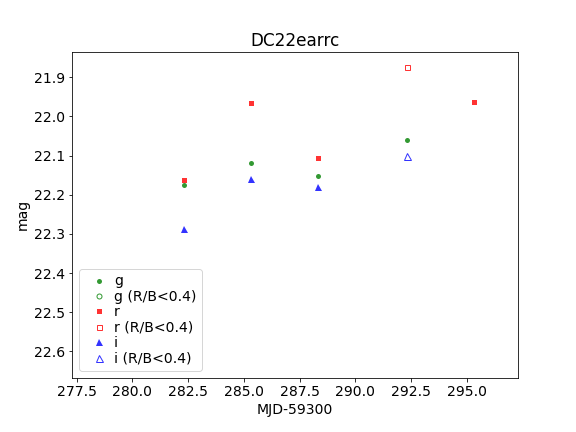 DC22earrc
21.9
22.0
22.1
22.2
22.3
22.4
22.5
22.6
mag
g
g (R/B<0.4)
r
r (R/B<0.4)
i
i (R/B<0.4)
277.5 280.0 282.5 285.0 287.5 290.0 292.5 295.0
MJD-59300